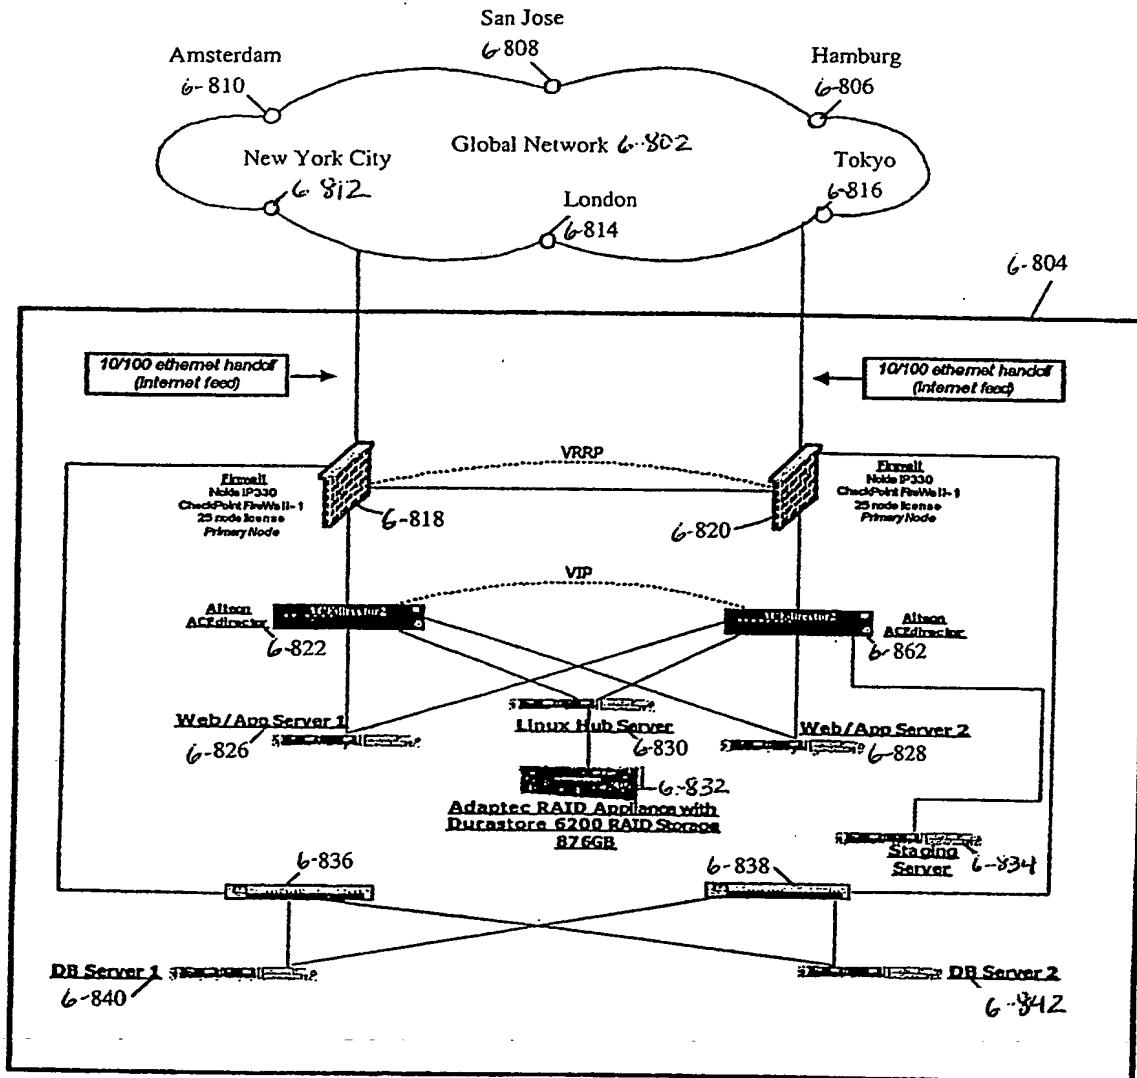 San Jose
6-808
Amsterdam
6-810
Hamburg
6-806
Global Network 6-802
New York City
6-812
Tokyo
6-816
London
6-814
6-804
10/100 ethernet handoff
(Internet feed)
10/100 ethernet handoff
(Internet feed)
VRRP
Firewall
Nokia IP330
CheckPoint FireWall-1
25 node license
Primary Node
6-818
Firewall
Nokia IP330
CheckPoint FireWall-1
25 node license
Primary Node
6-820
VIP
Alteon
ACEdirector
6-822
ACEdirector2
ACEdirector2
Alteon
ACEdirector
6-862
Web/App Server 1
6-826
Linux Hub Server
6-830
Web/App Server 2
6-828
6-832
Adaptec RAID Appliance with
Durastore 6200 RAID Storage
876GB
Staging
Server
6-834
6-836
6-838
DB Server 1
6-840
DB Server 2
6-842